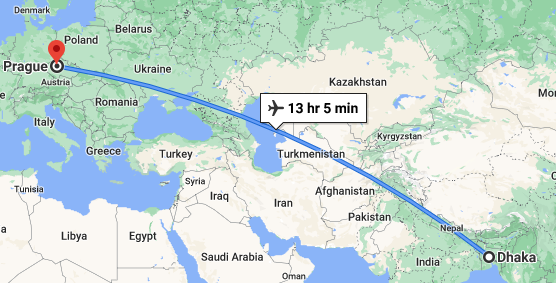 Denmark
Belarus
Poland
Prague
Ukraine
Austria
Kazakhstan
13 hr 5 min
Romania
Italy
Kyrgyzstan
Greece
Turkey
Turkmenistan
Syria
Tunisia
Afghanistan
Iraq
Iran
Pakistan
Nepal
Libya
Egypt
Dhaka
Saudi Arabia
India
Oman
Mon
e